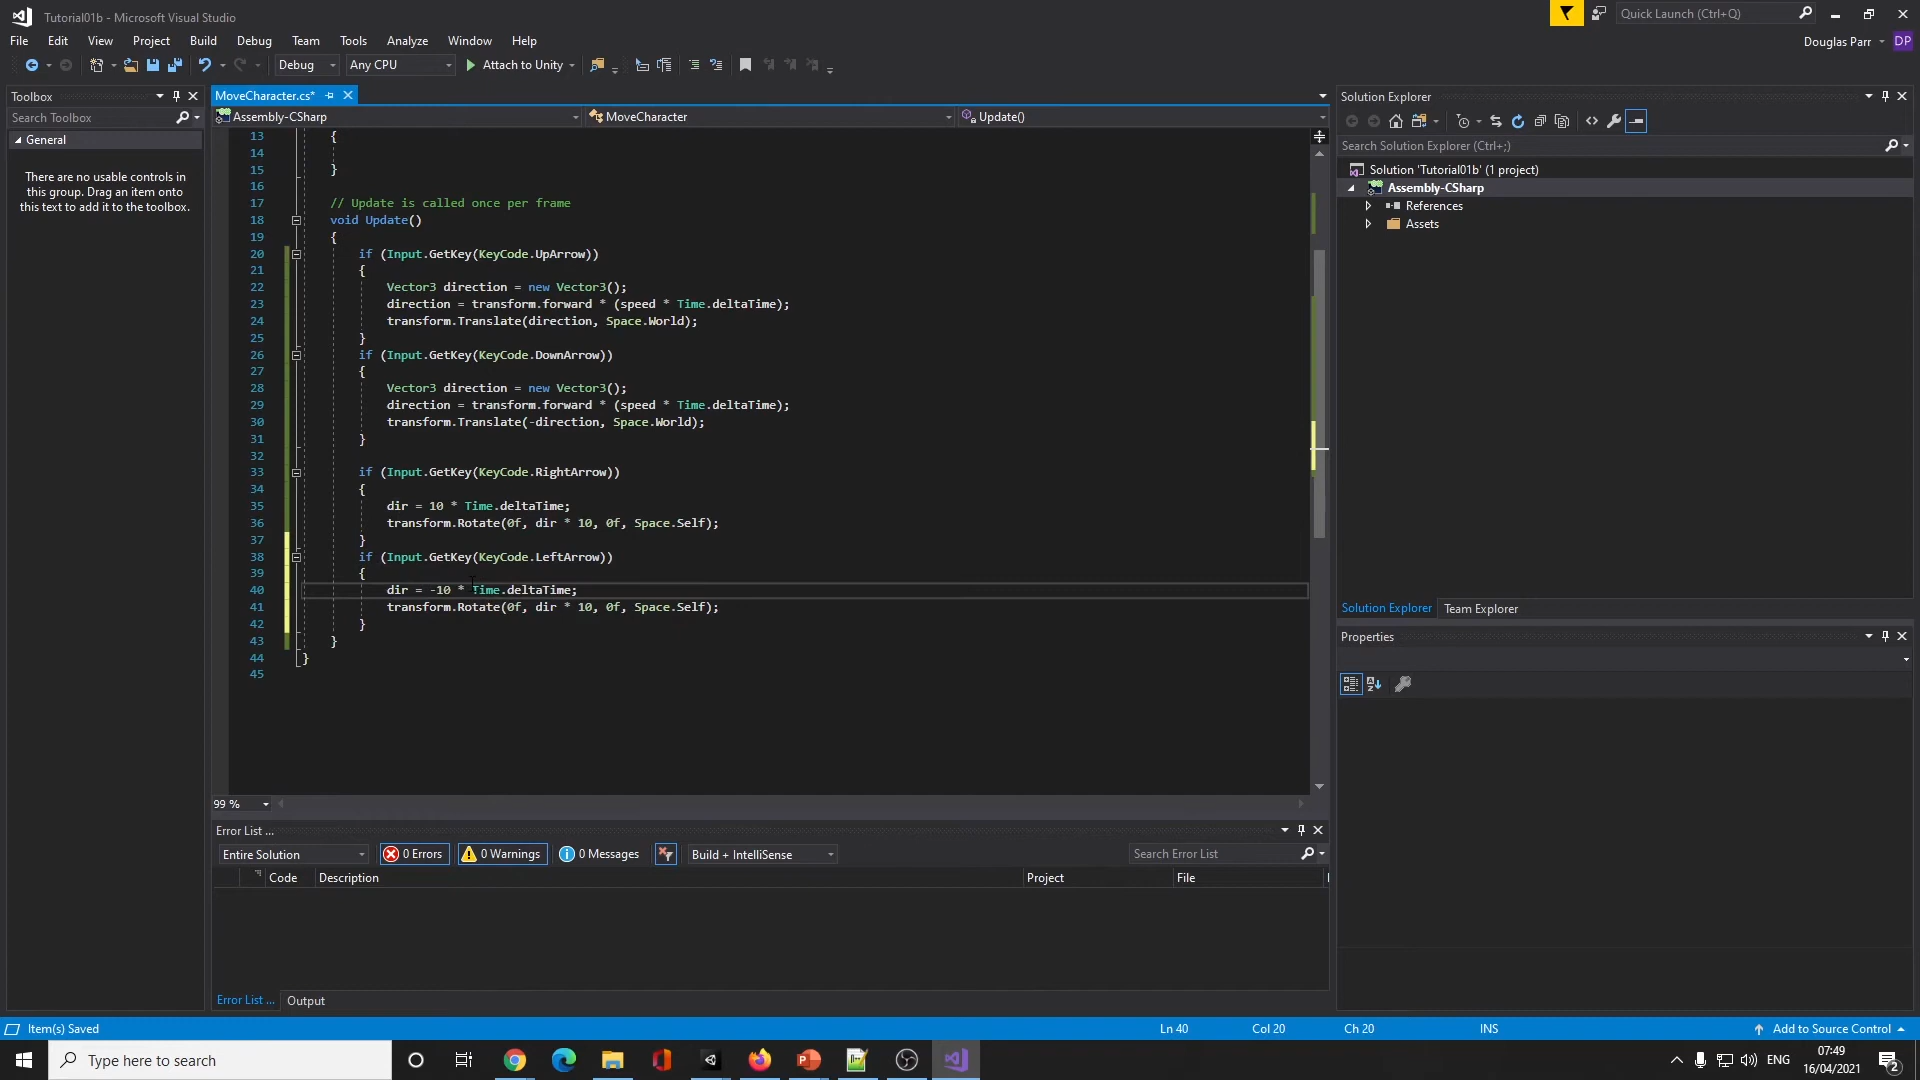 Tutorial01b - Microsoft Visual Studio
Quick Launch (Ctrl+Q)
File Edit View Project Build Debug Team Tools Analyze Window Help
Douglas Parr DP
Debug Any CPU Attach to Unity
Toolbox
Search Toolbox
General
There are no usable controls in
this group. Drag an item onto
this text to add it to the toolbox.
MoveCharacter.cs*
Assembly-CSharp MoveCharacter Update()
13 {
14
15 }
16
17 // Update is called once per frame
18 void Update()
19 {
20 if (Input.GetKey(KeyCode.UpArrow))
21 {
22 Vector3 direction = new Vector3();
23 direction = transform.forward * (speed * Time.deltaTime);
24 transform.Translate(direction, Space.World);
25 }
26 if (Input.GetKey(KeyCode.DownArrow))
27 {
28 Vector3 direction = new Vector3();
29 direction = transform.forward * (speed * Time.deltaTime);
30 transform.Translate(-direction, Space.World);
31 }
32
33 if (Input.GetKey(KeyCode.RightArrow))
34 {
35 dir = 10 * Time.deltaTime;
36 transform.Rotate(0f, dir * 10, 0f, Space.Self);
37 }
38 if (Input.GetKey(KeyCode.LeftArrow))
39 {
40 dir = -10 * Time.deltaTime;
41 transform.Rotate(0f, dir * 10, 0f, Space.Self);
42 }
43 }
44 }
45
99 %
Error List ...
Entire Solution 0 Errors 0 Warnings 0 Messages Build + IntelliSense Search Error List
Code Description Project File
Error List ... Output
Solution Explorer
Search Solution Explorer (Ctrl+;)
Solution 'Tutorial01b' (1 project)
Assembly-CSharp
References
Assets
Solution Explorer Team Explorer
Properties
Item(s) Saved Ln 40 Col 20 Ch 20 INS Add to Source Control
Type here to search
ENG
07:49
16/04/2021
2